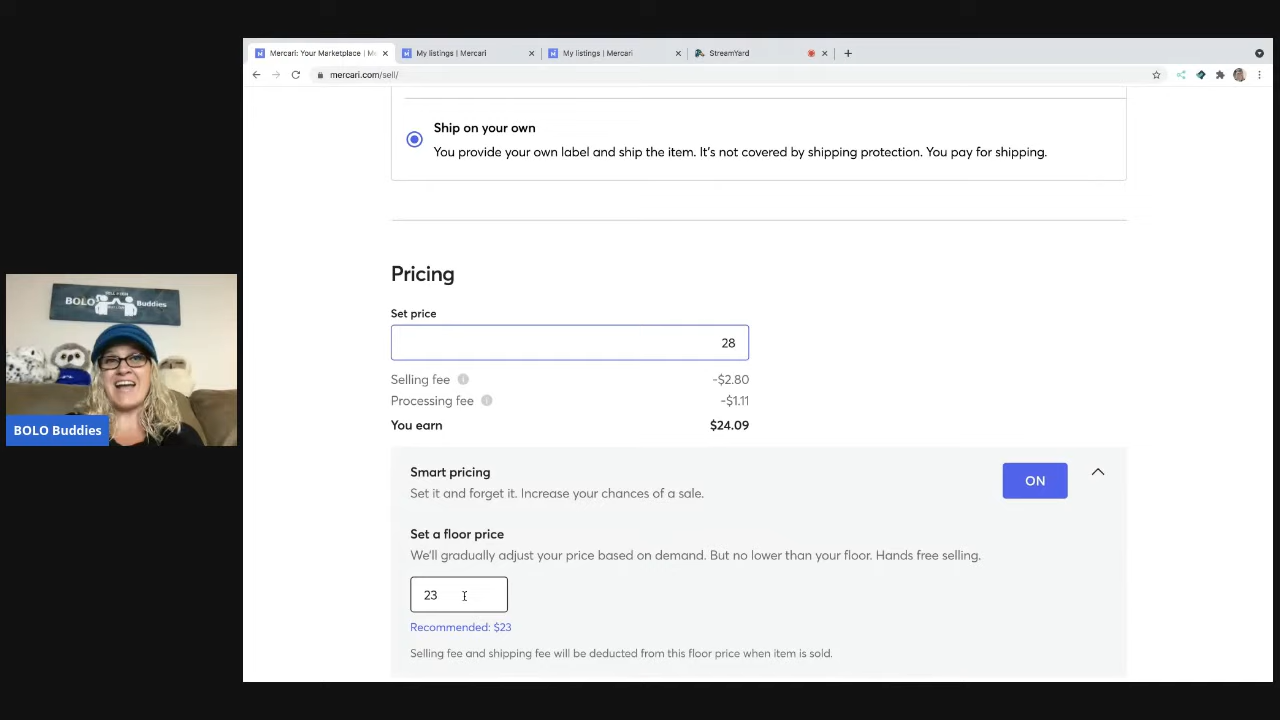 Mercari: Your Marketplace | M
My listings | Mercari
My listings | Mercari
StreamYard
mercari.com/sell/
Ship on your own
You provide your own label and ship the item. It's not covered by shipping protection. You pay for shipping.
Pricing
Set price
28
Selling fee -$2.80
Processing fee -$1.11
You earn $24.09
BOLO Buddies
BOLO Buddies
Smart pricing
ON
Set it and forget it. Increase your chances of a sale.
Set a floor price
We'll gradually adjust your price based on demand. But no lower than your floor. Hands free selling.
23
Recommended: $23
Selling fee and shipping fee will be deducted from this floor price when item is sold.